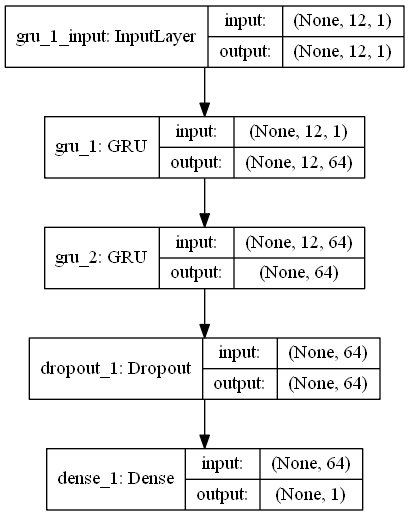 gru_1_input: InputLayer
input: (None, 12, 1)
output: (None, 12, 1)
gru_1: GRU
input: (None, 12, 1)
output: (None, 12, 64)
gru_2: GRU
input: (None, 12, 64)
output: (None, 64)
dropout_1: Dropout
input: (None, 64)
output: (None, 64)
dense_1: Dense
input: (None, 64)
output: (None, 1)